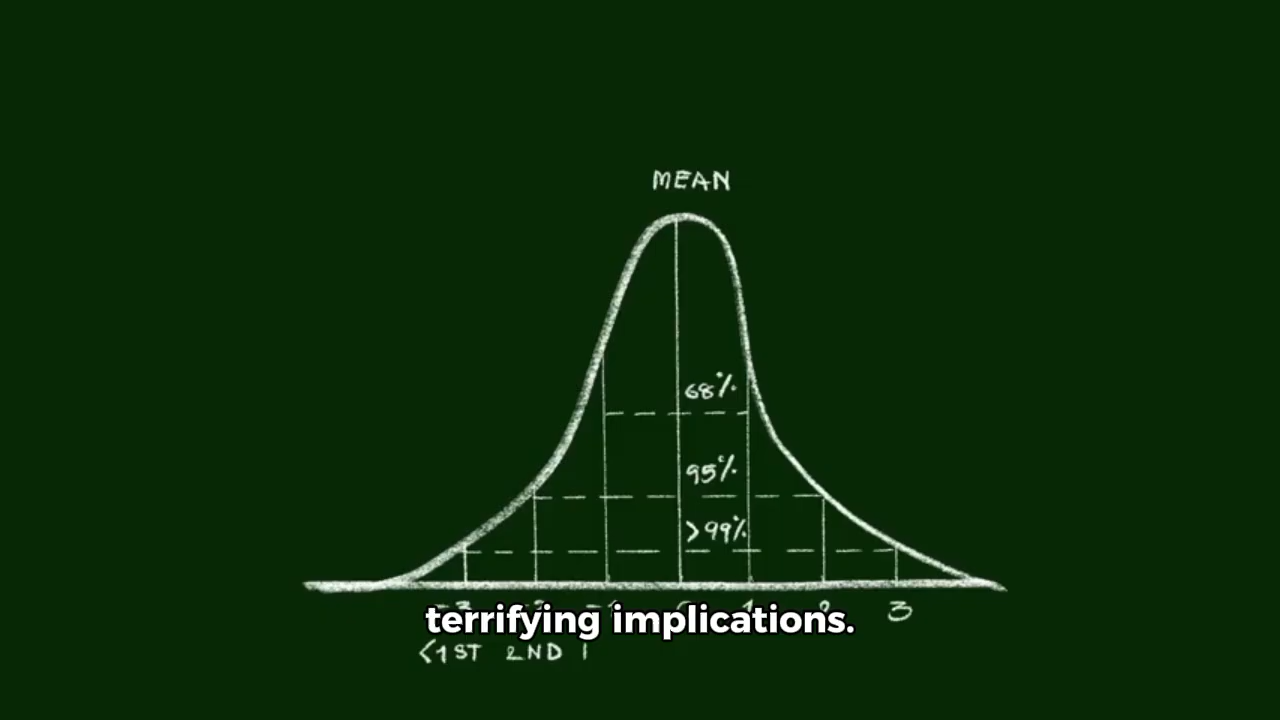 MEAN
68%
95%
>99%
3
terrifying implications.
<1ST 2ND